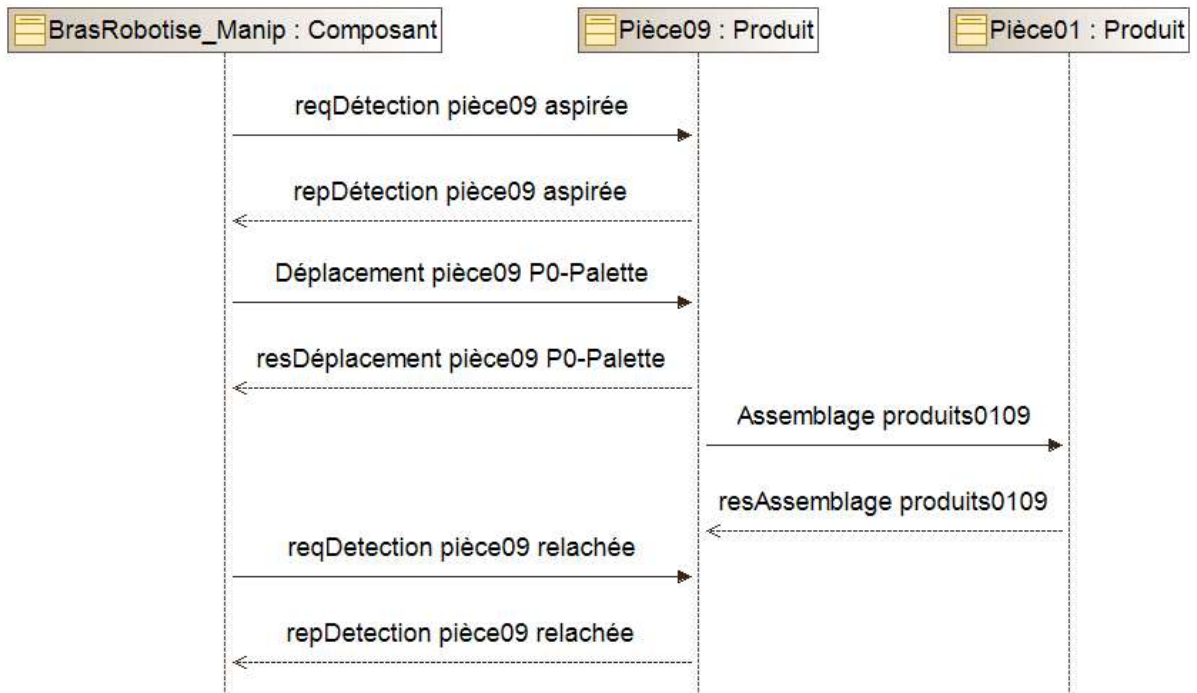 BrasRobotise_Manip : Composant
Pièce09 : Produit
Pièce01 : Produit
reqDétection pièce09 aspirée
repDétection pièce09 aspirée
Déplacement pièce09 P0-Palette
resDéplacement pièce09 P0-Palette
Assemblage produits0109
resAssemblage produits0109
reqDetection pièce09 relachée
repDetection pièce09 relachée